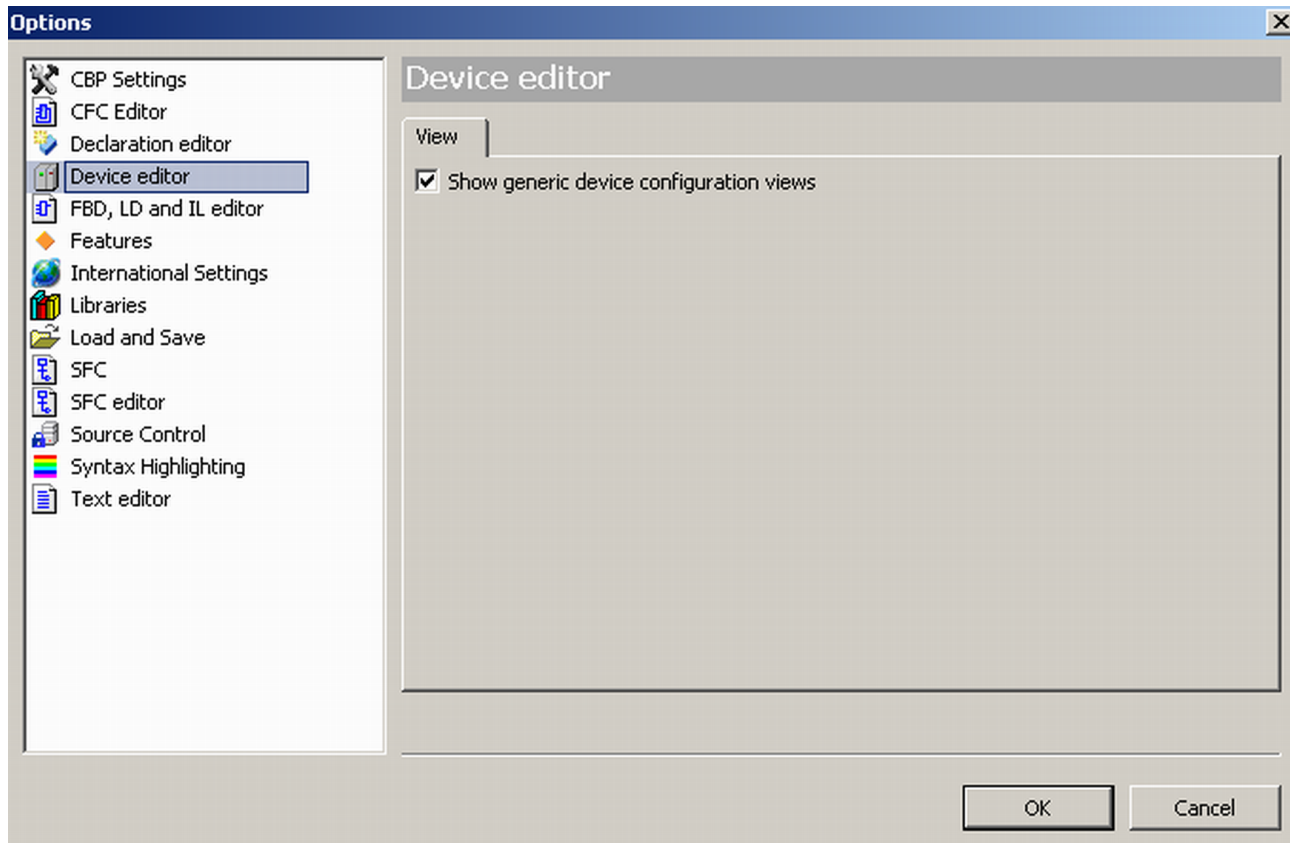 Options
CBP Settings
CFC Editor
Declaration editor
Device editor
FBD, LD and IL editor
Features
International Settings
Libraries
Load and Save
SFC
SFC editor
Source Control
Syntax Highlighting
Text editor
Device editor
View
Show generic device configuration views
OK
Cancel